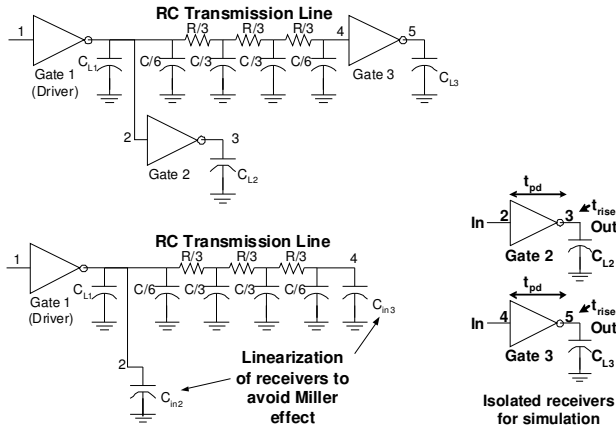 RC Transmission Line
1
Gate 1
(Driver)
C_L1
C/6
R/3
C/3
R/3
C/3
R/3
C/6
4
Gate 3
5
C_L3
2
Gate 2
3
C_L2
RC Transmission Line
1
Gate 1
(Driver)
C_L1
C/6
R/3
C/3
R/3
C/3
R/3
C/6
4
C_in3
2
C_in2
Linearization
of receivers to
avoid Miller
effect
t_pd
In
2
3
t_rise
Out
Gate 2
C_L2
t_pd
In
4
5
t_rise
Out
Gate 3
C_L3
Isolated receivers
for simulation